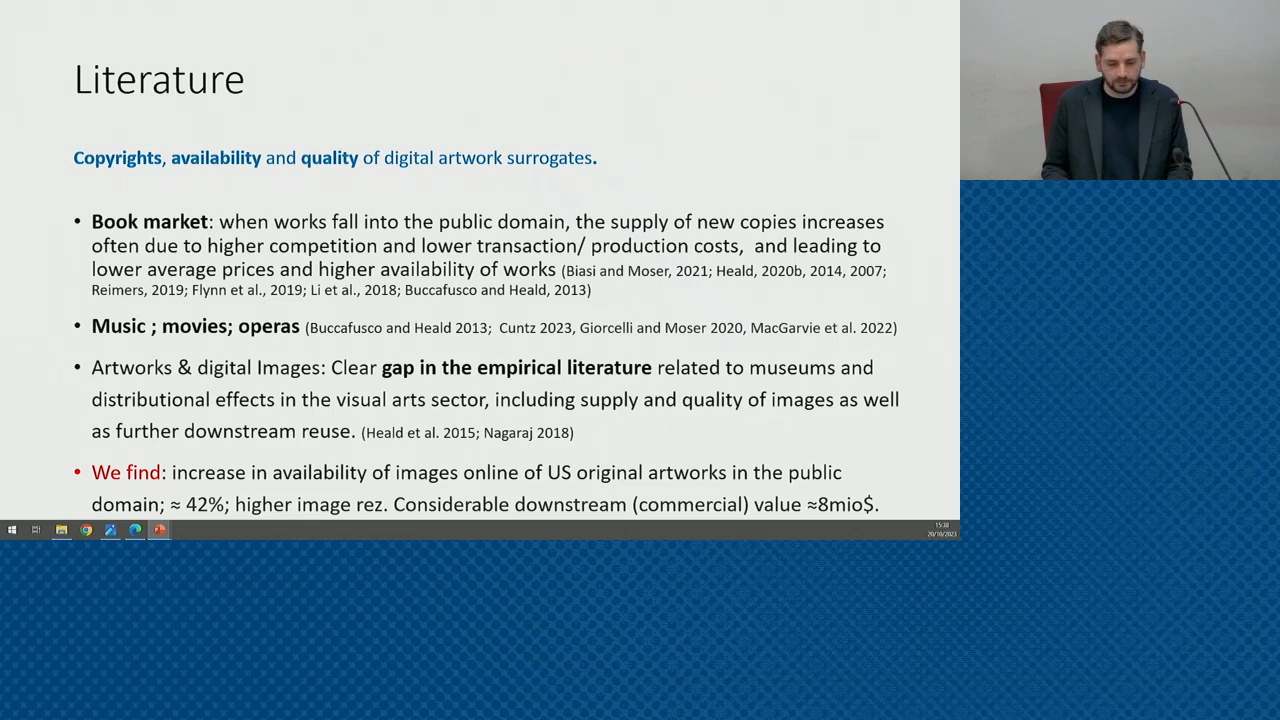 Literature
Copyrights, availability and quality of digital artwork surrogates.
• Book market: when works fall into the public domain, the supply of new copies increases
often due to higher competition and lower transaction/ production costs,  and leading to
lower average prices and higher availability of works (Biasi and Moser, 2021; Heald, 2020b, 2014, 2007;
Reimers, 2019; Flynn et al., 2019; Li et al., 2018; Buccafusco and Heald, 2013)
• Music ; movies; operas (Buccafusco and Heald 2013;  Cuntz 2023, Giorcelli and Moser 2020, MacGarvie et al. 2022)
• Artworks & digital Images: Clear gap in the empirical literature related to museums and
distributional effects in the visual arts sector, including supply and quality of images as well
as further downstream reuse. (Heald et al. 2015; Nagaraj 2018)
• We find: increase in availability of images online of US original artworks in the public
domain; ≈ 42%; higher image rez. Considerable downstream (commercial) value ≈8mio$.
15:38
20/10/2023